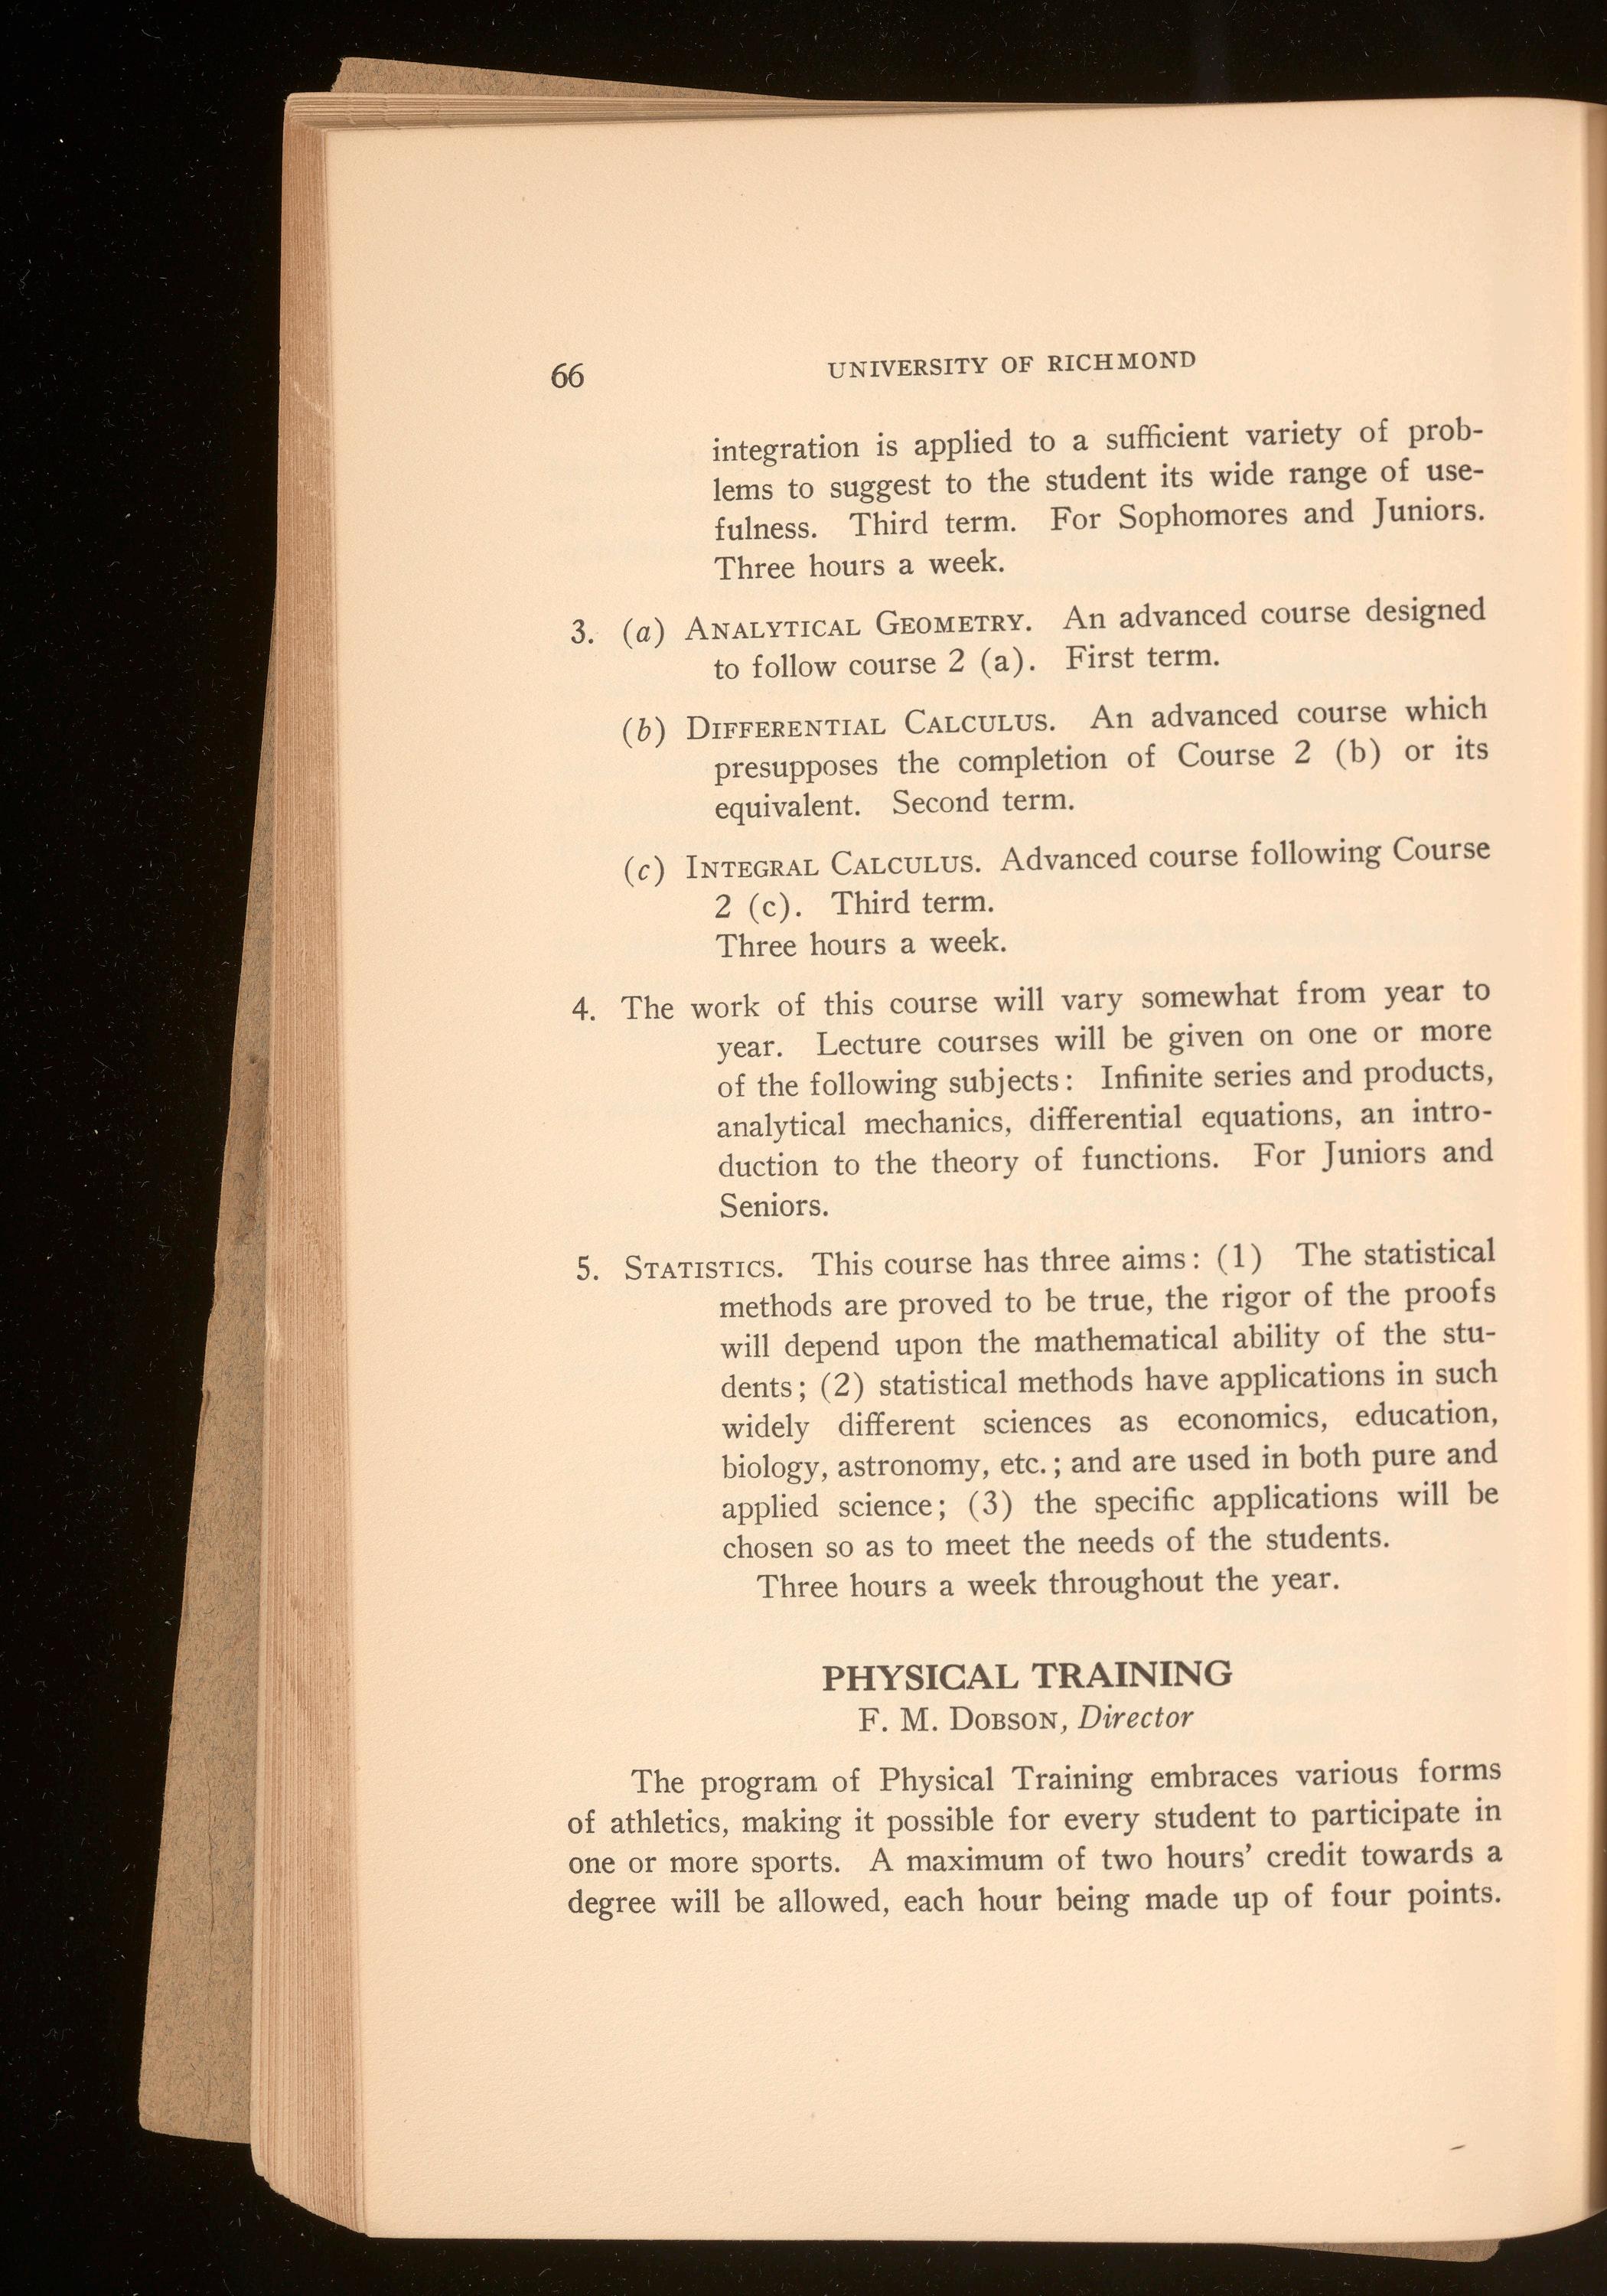 66
UNIVERSITY OF RICHMOND
integration is applied to a sufficient variety of prob-
lems to suggest to the student its wide range of use-
fulness. Third term. For Sophomores and Juniors.
Three hours a week.
3. (a) ANALYTICAL GEOMETRY. An advanced course designed
to follow course 2 (a). First term.
(b) DIFFERENTIAL CALCULUS. An advanced course which
presupposes the completion of Course 2 (b) or its
equivalent. Second term.
(c) INTEGRAL CALCULUS. Advanced course following Course
2 (c). Third term.
Three hours a week.
4. The work of this course will vary somewhat from year to
year. Lecture courses will be given on one or more
of the following subjects: Infinite series and products,
analytical mechanics, differential equations, an intro-
duction to the theory of functions. For Juniors and
Seniors.
5. STATISTICS. This course has three aims: (1) The statistical
methods are proved to be true, the rigor of the proofs
will depend upon the mathematical ability of the stu-
dents; (2) statistical methods have applications in such
widely different sciences as economics, education,
biology, astronomy, etc.; and are used in both pure and
applied science; (3) the specific applications will be
chosen so as to meet the needs of the students.
Three hours a week throughout the year.
PHYSICAL TRAINING
F. M. DOBSON, Director
The program of Physical Training embraces various forms
of athletics, making it possible for every student to participate in
one or more sports. A maximum of two hours' credit towards a
degree will be allowed, each hour being made up of four points.